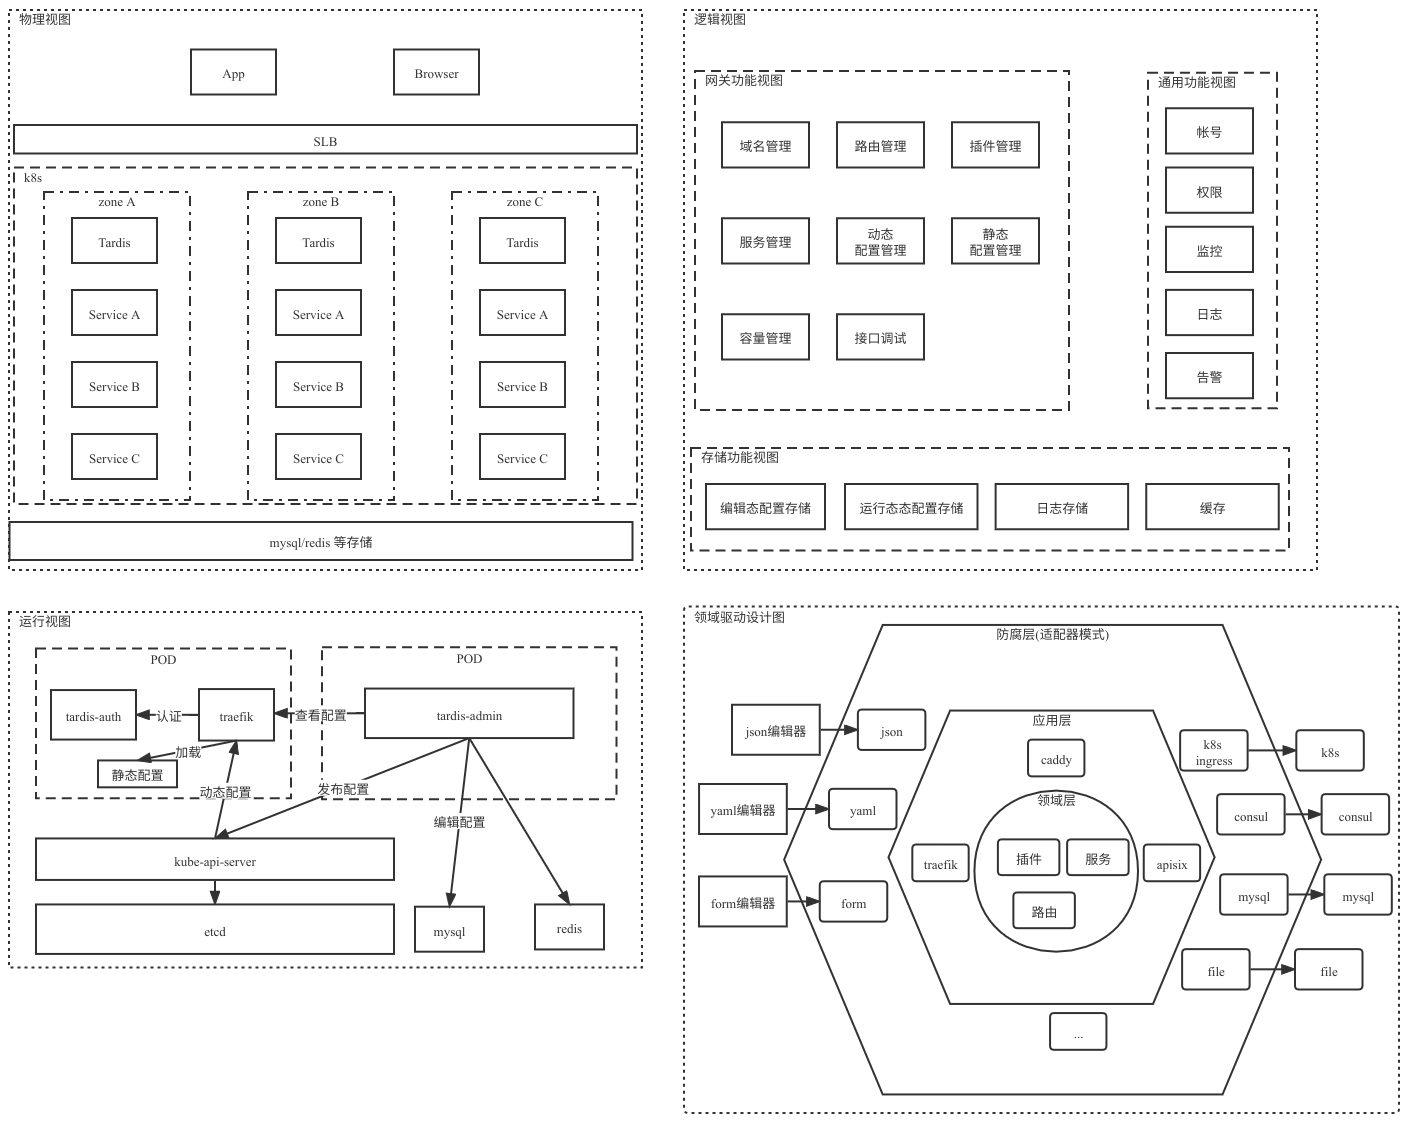 物理视图
App
Browser
SLB
k8s
zone A
zone B
zone C
Tardis
Tardis
Tardis
Service A
Service A
Service A
Service B
Service B
Service B
Service C
Service C
Service C
mysql/redis 等存储
逻辑视图
网关功能视图
域名管理
路由管理
插件管理
服务管理
动态
配置管理
静态
配置管理
容量管理
接口调试
通用功能视图
帐号
权限
监控
日志
告警
存储功能视图
编辑态配置存储
运行态态配置存储
日志存储
缓存
运行视图
POD
POD
tardis-auth
认证
traefik
查看配置
tardis-admin
加载
静态配置
动态配置
发布配置
编辑配置
kube-api-server
etcd
mysql
redis
领域驱动设计图
防腐层(适配器模式)
json编辑器
json
yaml编辑器
yaml
form编辑器
form
应用层
caddy
领域层
traefik
插件
服务
路由
apisix
...
k8s
ingress
k8s
consul
consul
mysql
mysql
file
file